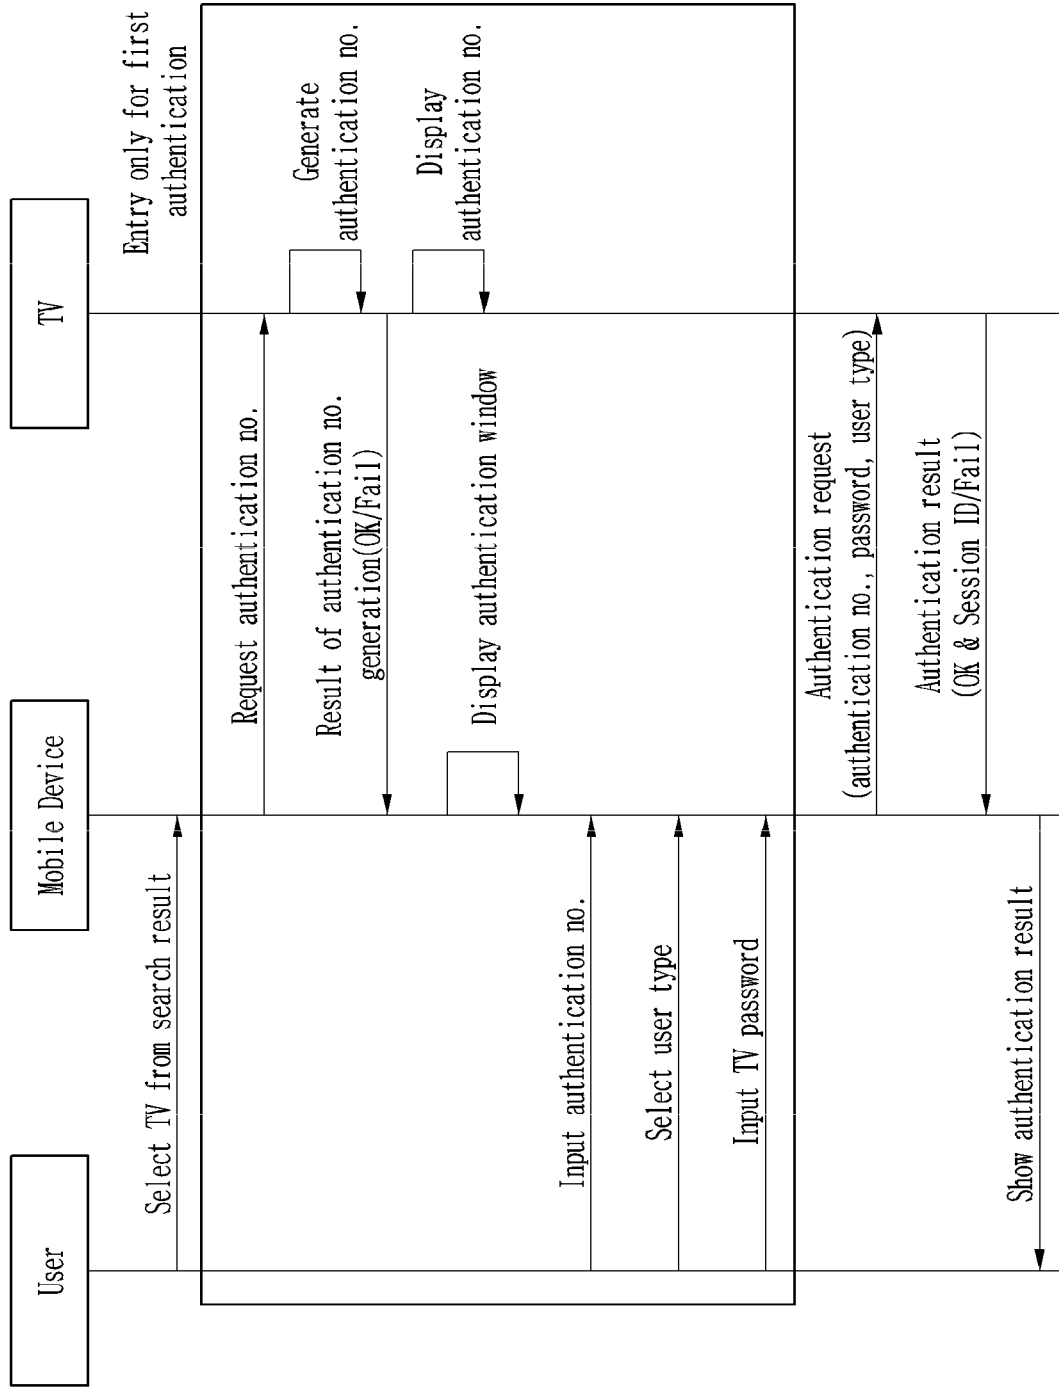 User
Mobile Device
TV
Entry only for first
authentication
Select TV from search result
Request authentication no.
Generate
authentication no.
Result of authentication no.
generation(OK/Fail)
Display
authentication no.
Display authentication window
Input authentication no.
Select user type
Input TV password
Authentication request
(authentication no., password, user type)
Authentication result
(OK & Session ID/Fail)
Show authentication result